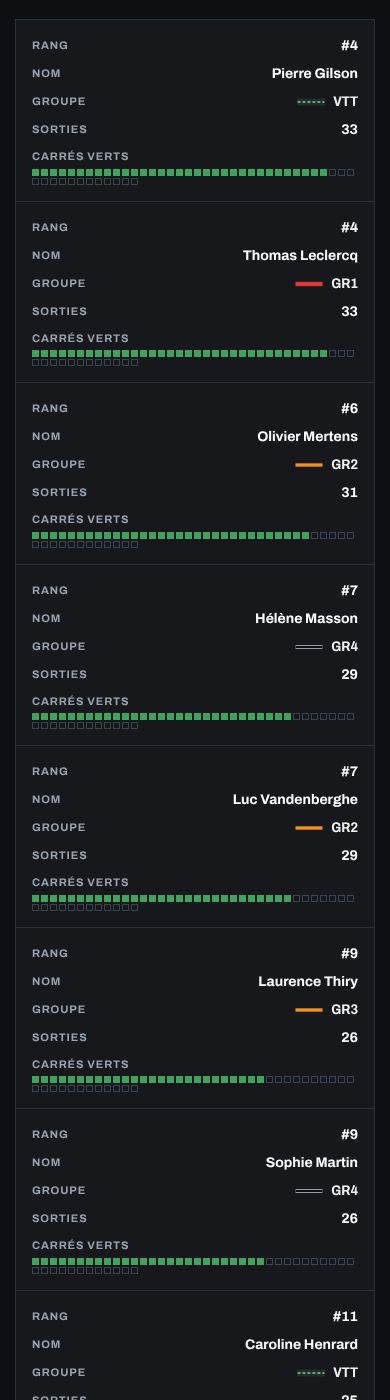 RANG #4
NOM Pierre Gilson
GROUPE VTT
SORTIES 33
CARRÉS VERTS
RANG #4
NOM Thomas Leclercq
GROUPE GR1
SORTIES 33
CARRÉS VERTS
RANG #6
NOM Olivier Mertens
GROUPE GR2
SORTIES 31
CARRÉS VERTS
RANG #7
NOM Hélène Masson
GROUPE GR4
SORTIES 29
CARRÉS VERTS
RANG #7
NOM Luc Vandenberghe
GROUPE GR2
SORTIES 29
CARRÉS VERTS
RANG #9
NOM Laurence Thiry
GROUPE GR3
SORTIES 26
CARRÉS VERTS
RANG #9
NOM Sophie Martin
GROUPE GR4
SORTIES 26
CARRÉS VERTS
RANG #11
NOM Caroline Henrard
GROUPE VTT
SORTIES 25